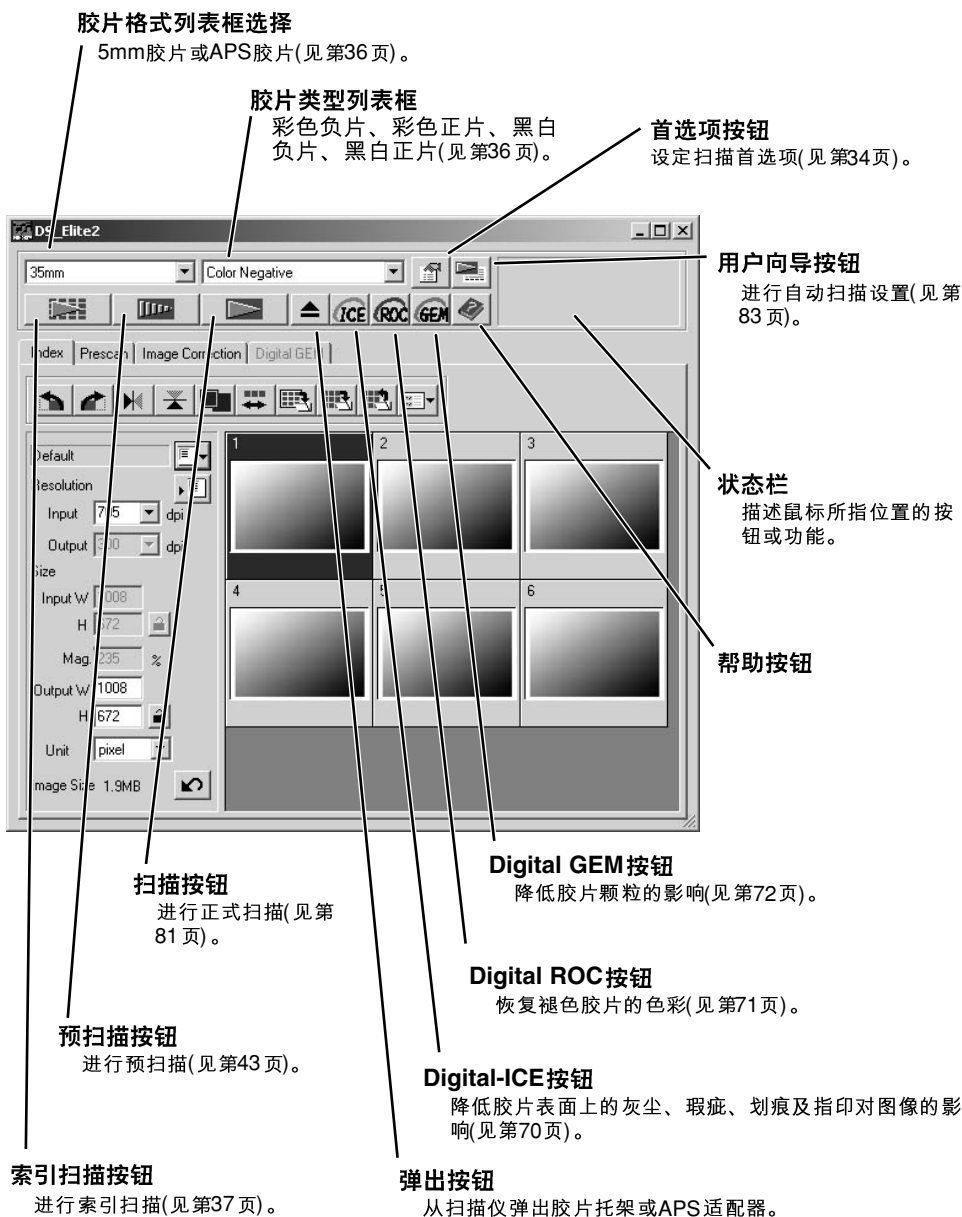 胶片格式列表框选择
5mm胶片或APS胶片(见第36页)。
胶片类型列表框
彩色负片、彩色正片、黑白
负片、黑白正片(见第36页)。
首选项按钮
设定扫描首选项(见第34页)。
DS_Elite2
35mm
Color Negative
ICE
ROC
GEM
用户向导按钮
进行自动扫描设置(见第
83页)。
Index
Prescan
Image Correction
Digital GEM
Default
Resolution
Input 705 dpi
Output 300 dpi
Size
Input W 1008
H 672
Mag. 235 %
Output W 1008
H 672
Unit pixel
Image Size 1.9MB
1
2
3
4
5
6
状态栏
描述鼠标所指位置的按
钮或功能。
帮助按钮
Digital GEM按钮
降低胶片颗粒的影响(见第72页)。
扫描按钮
进行正式扫描(见第
81页)。
Digital ROC按钮
恢复褪色胶片的色彩(见第71页)。
预扫描按钮
进行预扫描(见第43页)。
Digital-ICE按钮
降低胶片表面上的灰尘、瑕疵、划痕及指印对图像的影
响(见第70页)。
索引扫描按钮
进行索引扫描(见第37页)。
弹出按钮
从扫描仪弹出胶片托架或APS适配器。